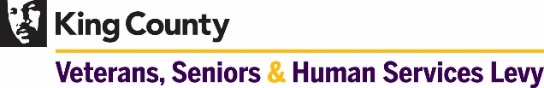 King County
Veterans, Seniors & Human Services Levy